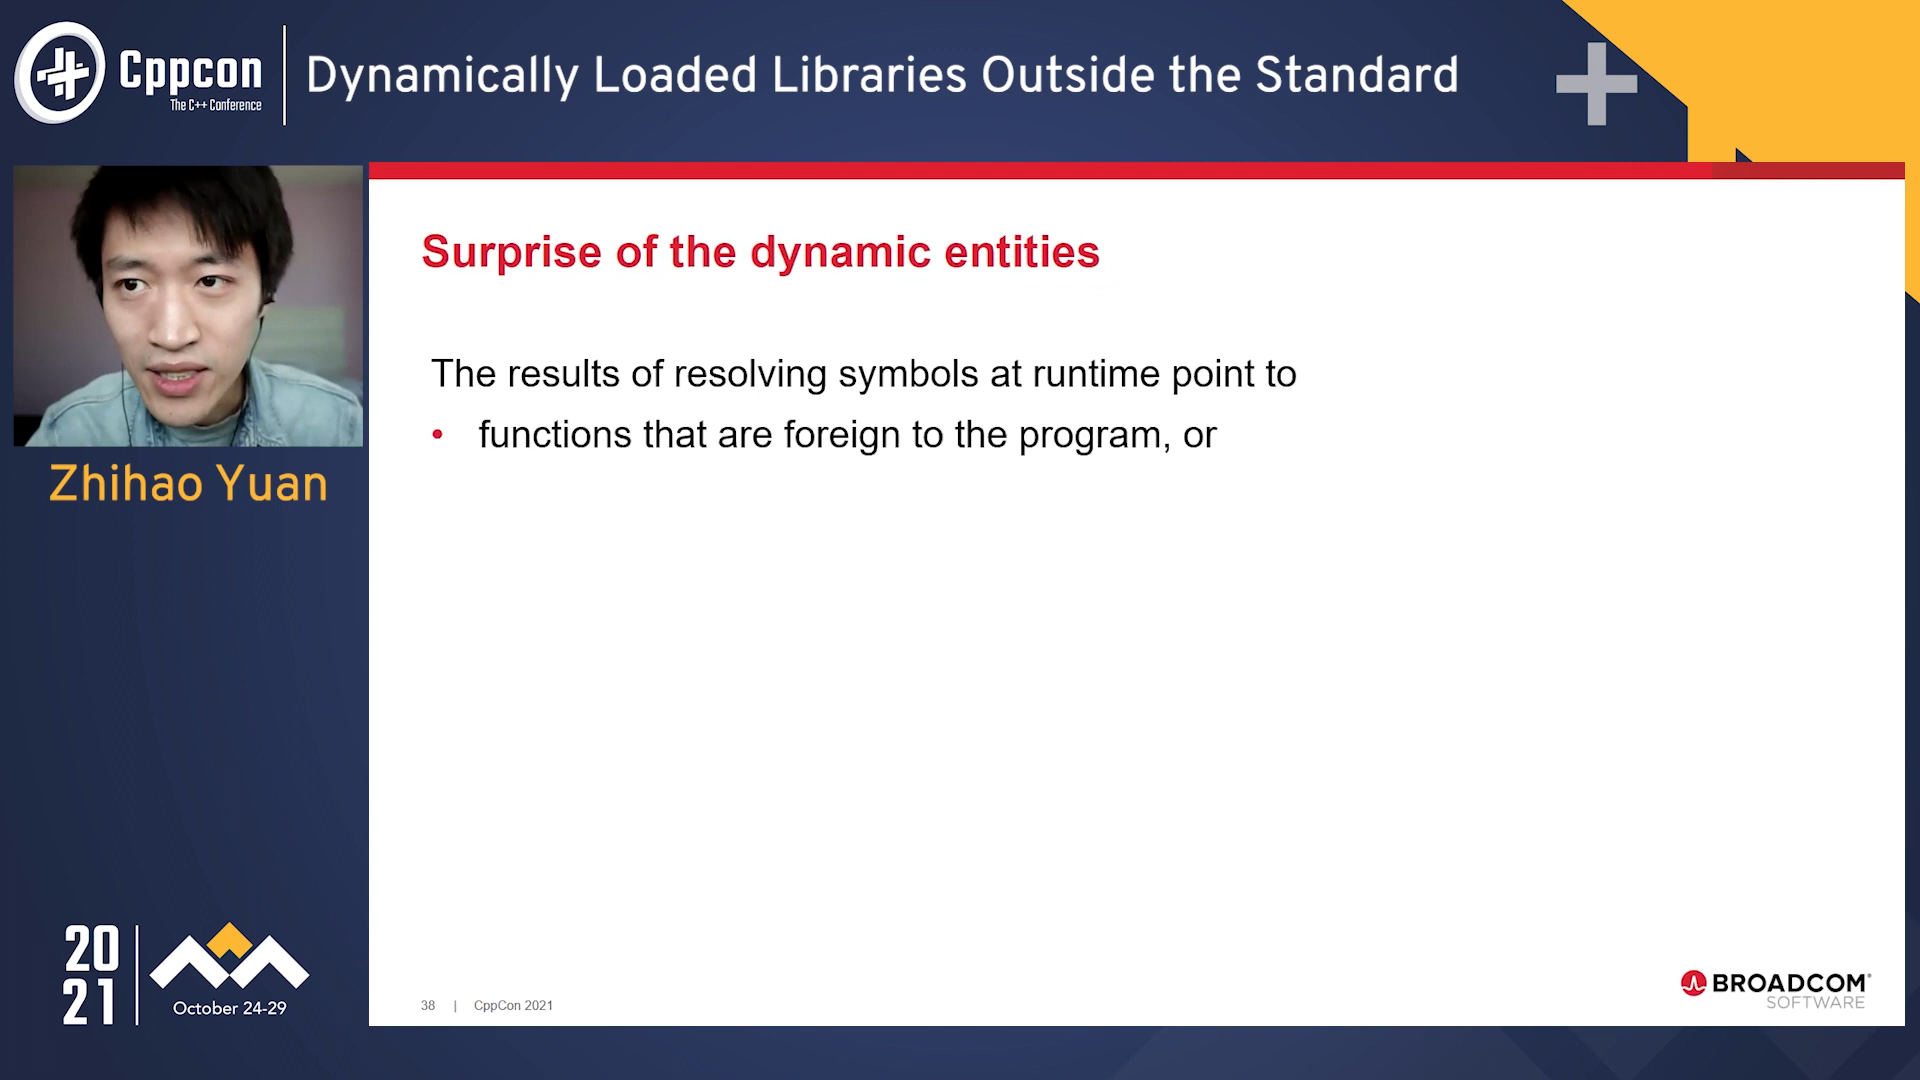 Cppcon
The C++ Conference
Dynamically Loaded Libraries Outside the Standard
Zhihao Yuan
Surprise of the dynamic entities
The results of resolving symbols at runtime point to
• functions that are foreign to the program, or
20
21
October 24-29
38 | CppCon 2021
BROADCOM®
SOFTWARE